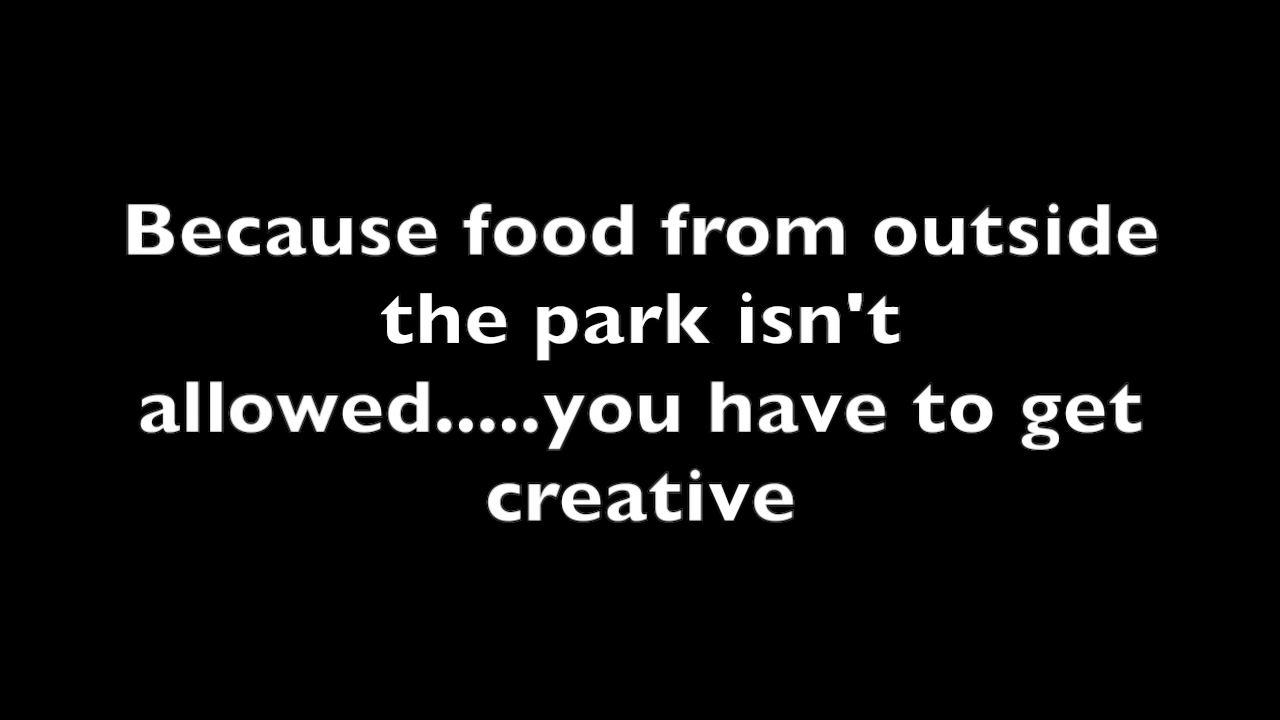 Because food from outside
the park isn't
allowed.....you have to get
creative